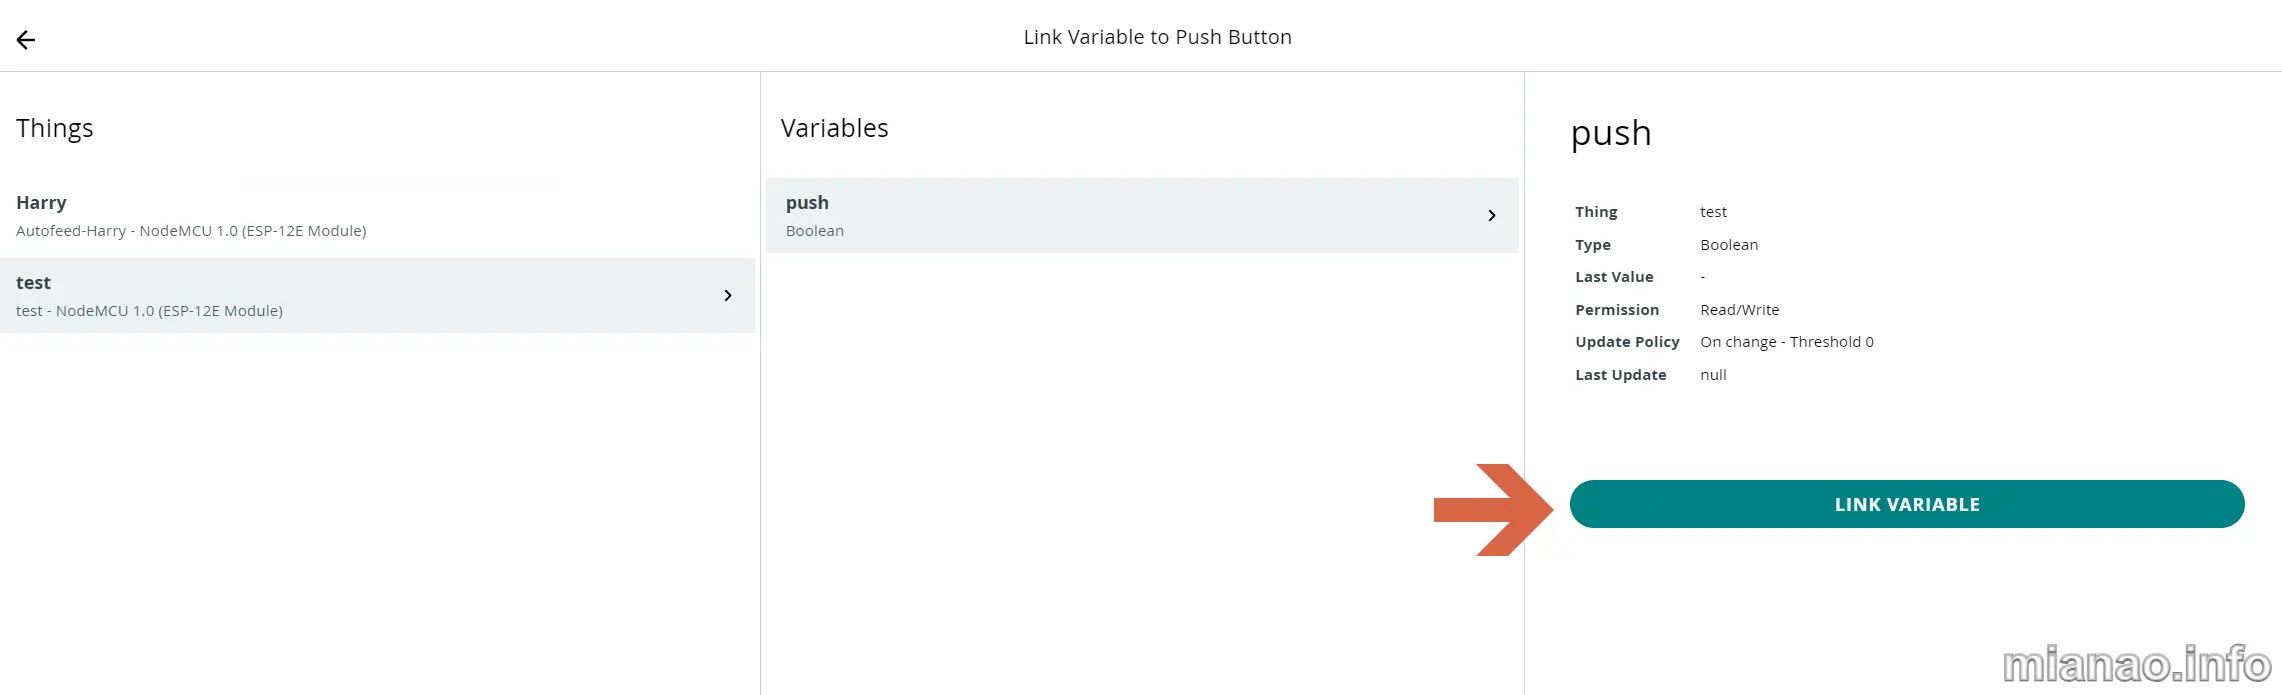 Link Variable to Push Button
Things
Harry
Autofeed-Harry - NodeMCU 1.0 (ESP-12E Module)
test
test - NodeMCU 1.0 (ESP-12E Module)
Variables
push
Boolean
push
Thing test
Type Boolean
Last Value -
Permission Read/Write
Update Policy On change - Threshold 0
Last Update null
LINK VARIABLE
mianao.info